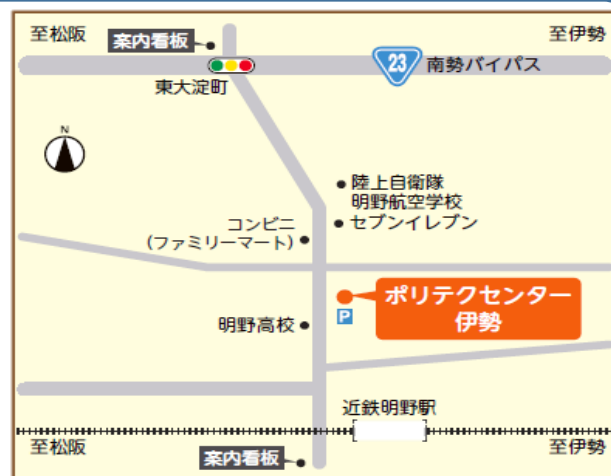 至松阪
案内看板
至伊勢
23
南勢バイパス
東大淀町
N
陸上自衛隊
明野航空学校
セブンイレブン
コンビニ
(ファミリーマート)
ポリテクセンター
伊勢
P
明野高校
近鉄明野駅
至松阪
案内看板
至伊勢